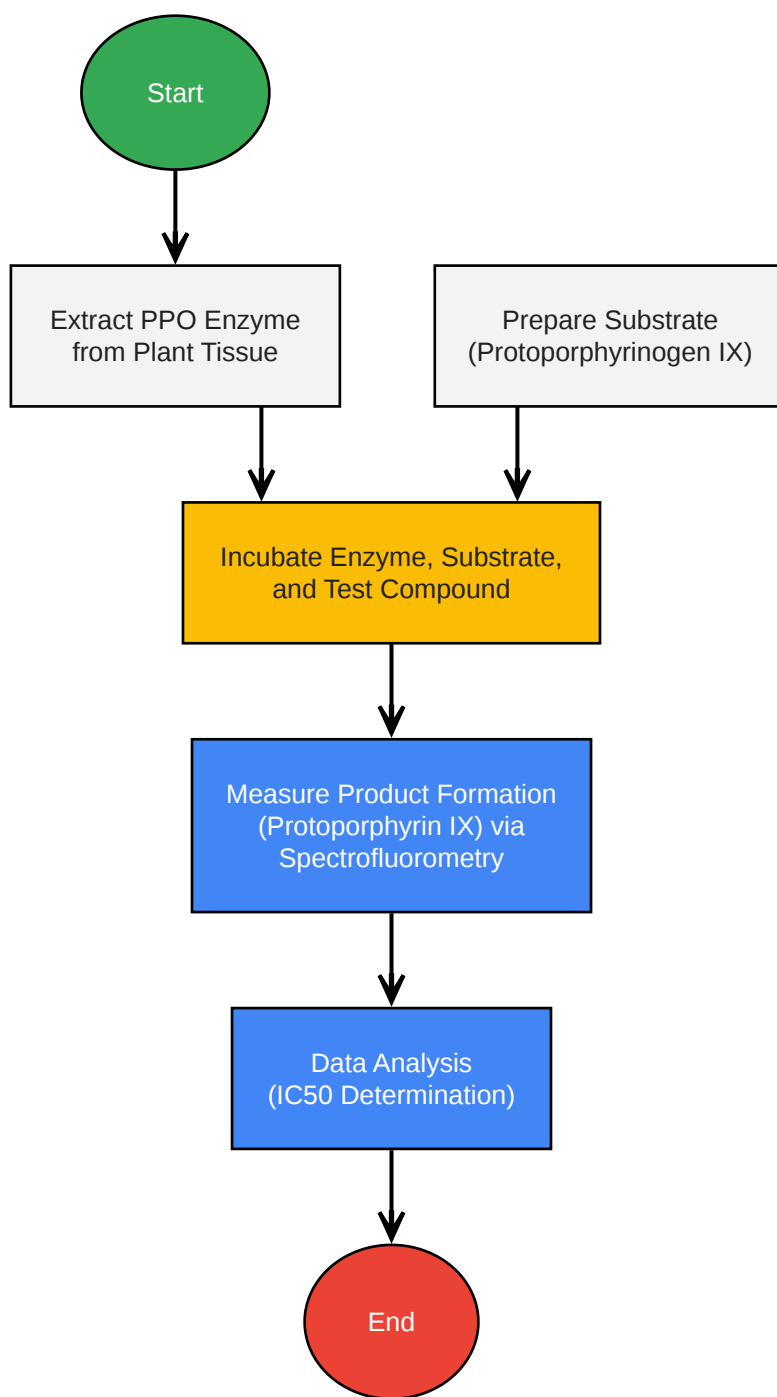 Start
Extract PPO Enzyme
from Plant Tissue
Prepare Substrate
(Protoporphyrinogen IX)
Incubate Enzyme, Substrate,
and Test Compound
Measure Product Formation
(Protoporphyrin IX) via
Spectrofluorometry
Data Analysis
(IC50 Determination)
End